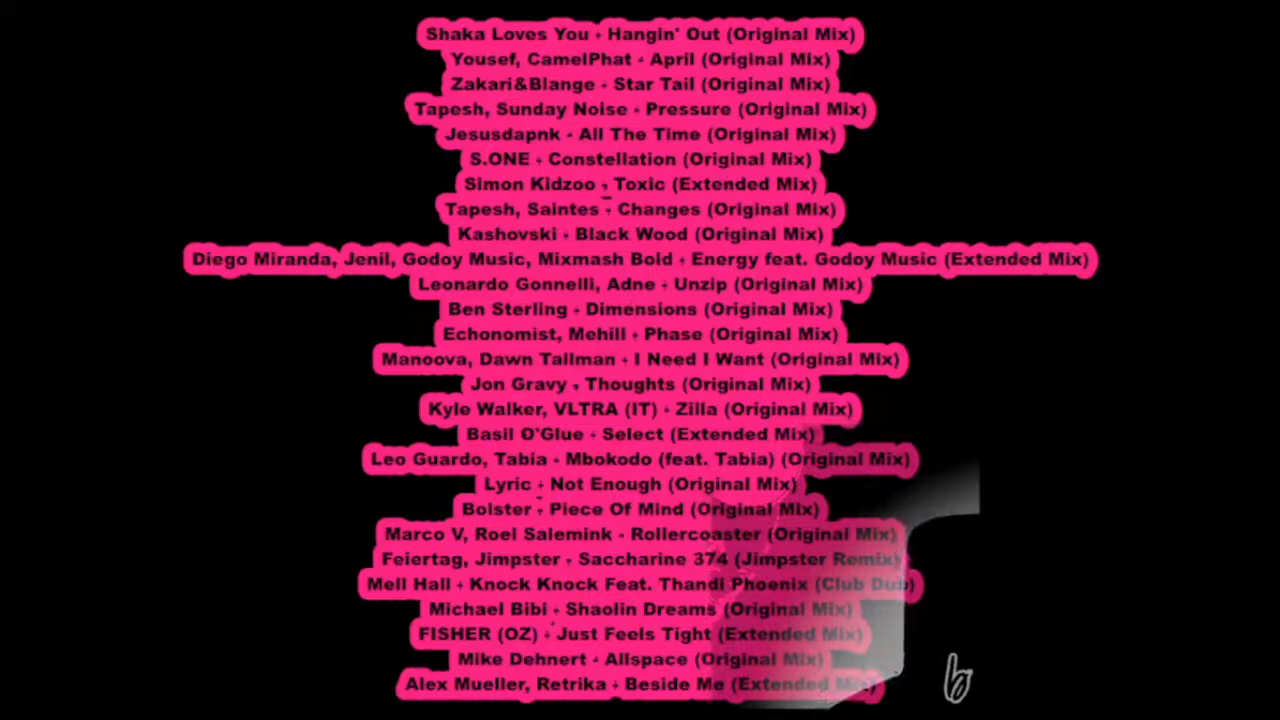 Shaka Loves You - Hangin' Out (Original Mix)
Yousef, CamelPhat - April (Original Mix)
Zakari&Blange - Star Tail (Original Mix)
Tapesh, Sunday Noise - Pressure (Original Mix)
Jesusdapnk - All The Time (Original Mix)
S.ONE - Constellation (Original Mix)
Simon Kidzoo - Toxic (Extended Mix)
Tapesh, Saintes - Changes (Original Mix)
Kashovski - Black Wood (Original Mix)
Diego Miranda, Jenil, Godoy Music, Mixmash Bold - Energy feat. Godoy Music (Extended Mix)
Leonardo Gonnelli, Adne - Unzip (Original Mix)
Ben Sterling - Dimensions (Original Mix)
Echonomist, Mehill - Phase (Original Mix)
Manoova, Dawn Tallman - I Need I Want (Original Mix)
Jon Gravy - Thoughts (Original Mix)
Kyle Walker, VLTRA (IT) - Zilla (Original Mix)
Basil O'Glue - Select (Extended Mix)
Leo Guardo, Tabia - Mbokodo (feat. Tabia) (Original Mix)
Lyric - Not Enough (Original Mix)
Bolster - Piece Of Mind (Original Mix)
Marco V, Roel Salemink - Rollercoaster (Original Mix)
Feiertag, Jimpster - Saccharine 374 (Jimpster Remix)
Mell Hall - Knock Knock Feat. Thandi Phoenix (Club Dub)
Michael Bibi - Shaolin Dreams (Original Mix)
FISHER (OZ) - Just Feels Tight (Extended Mix)
Mike Dehnert - Allspace (Original Mix)
Alex Mueller, Retrika - Beside Me (Extended Mix)